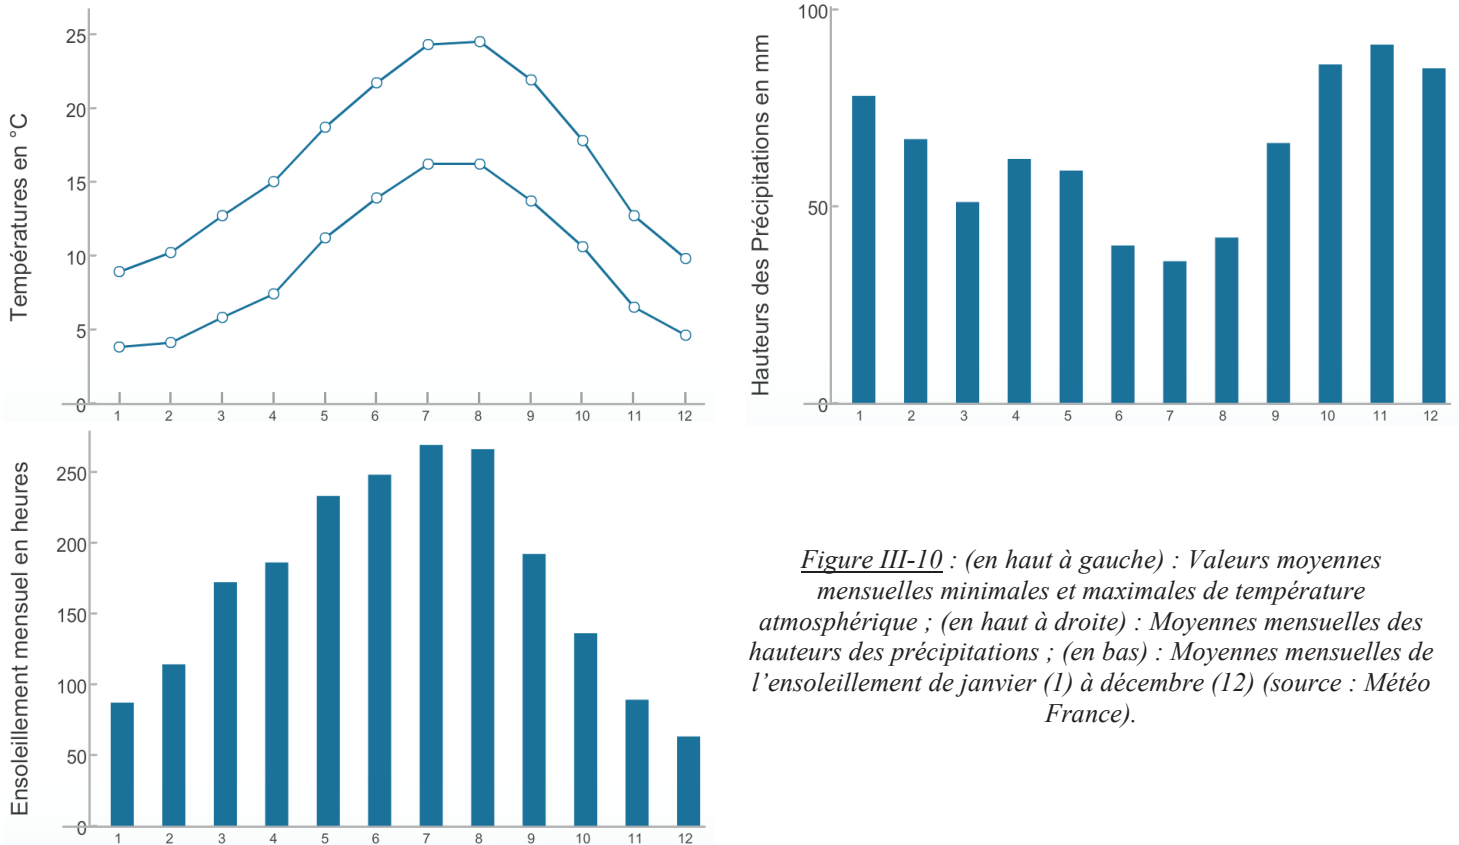 Températures en °C
25
20
15
10
5
0
1 2 3 4 5 6 7 8 9 10 11 12
Hauteurs des Précipitations en mm
100
50
0
1 2 3 4 5 6 7 8 9 10 11 12
Ensoleillement mensuel en heures
250
200
150
100
50
0
1 2 3 4 5 6 7 8 9 10 11 12
Figure III-10 : (en haut à gauche) : Valeurs moyennes
mensuelles minimales et maximales de température
atmosphérique ; (en haut à droite) : Moyennes mensuelles des
hauteurs des précipitations ; (en bas) : Moyennes mensuelles de
l’ensoleillement de janvier (1) à décembre (12) (source : Météo
France).